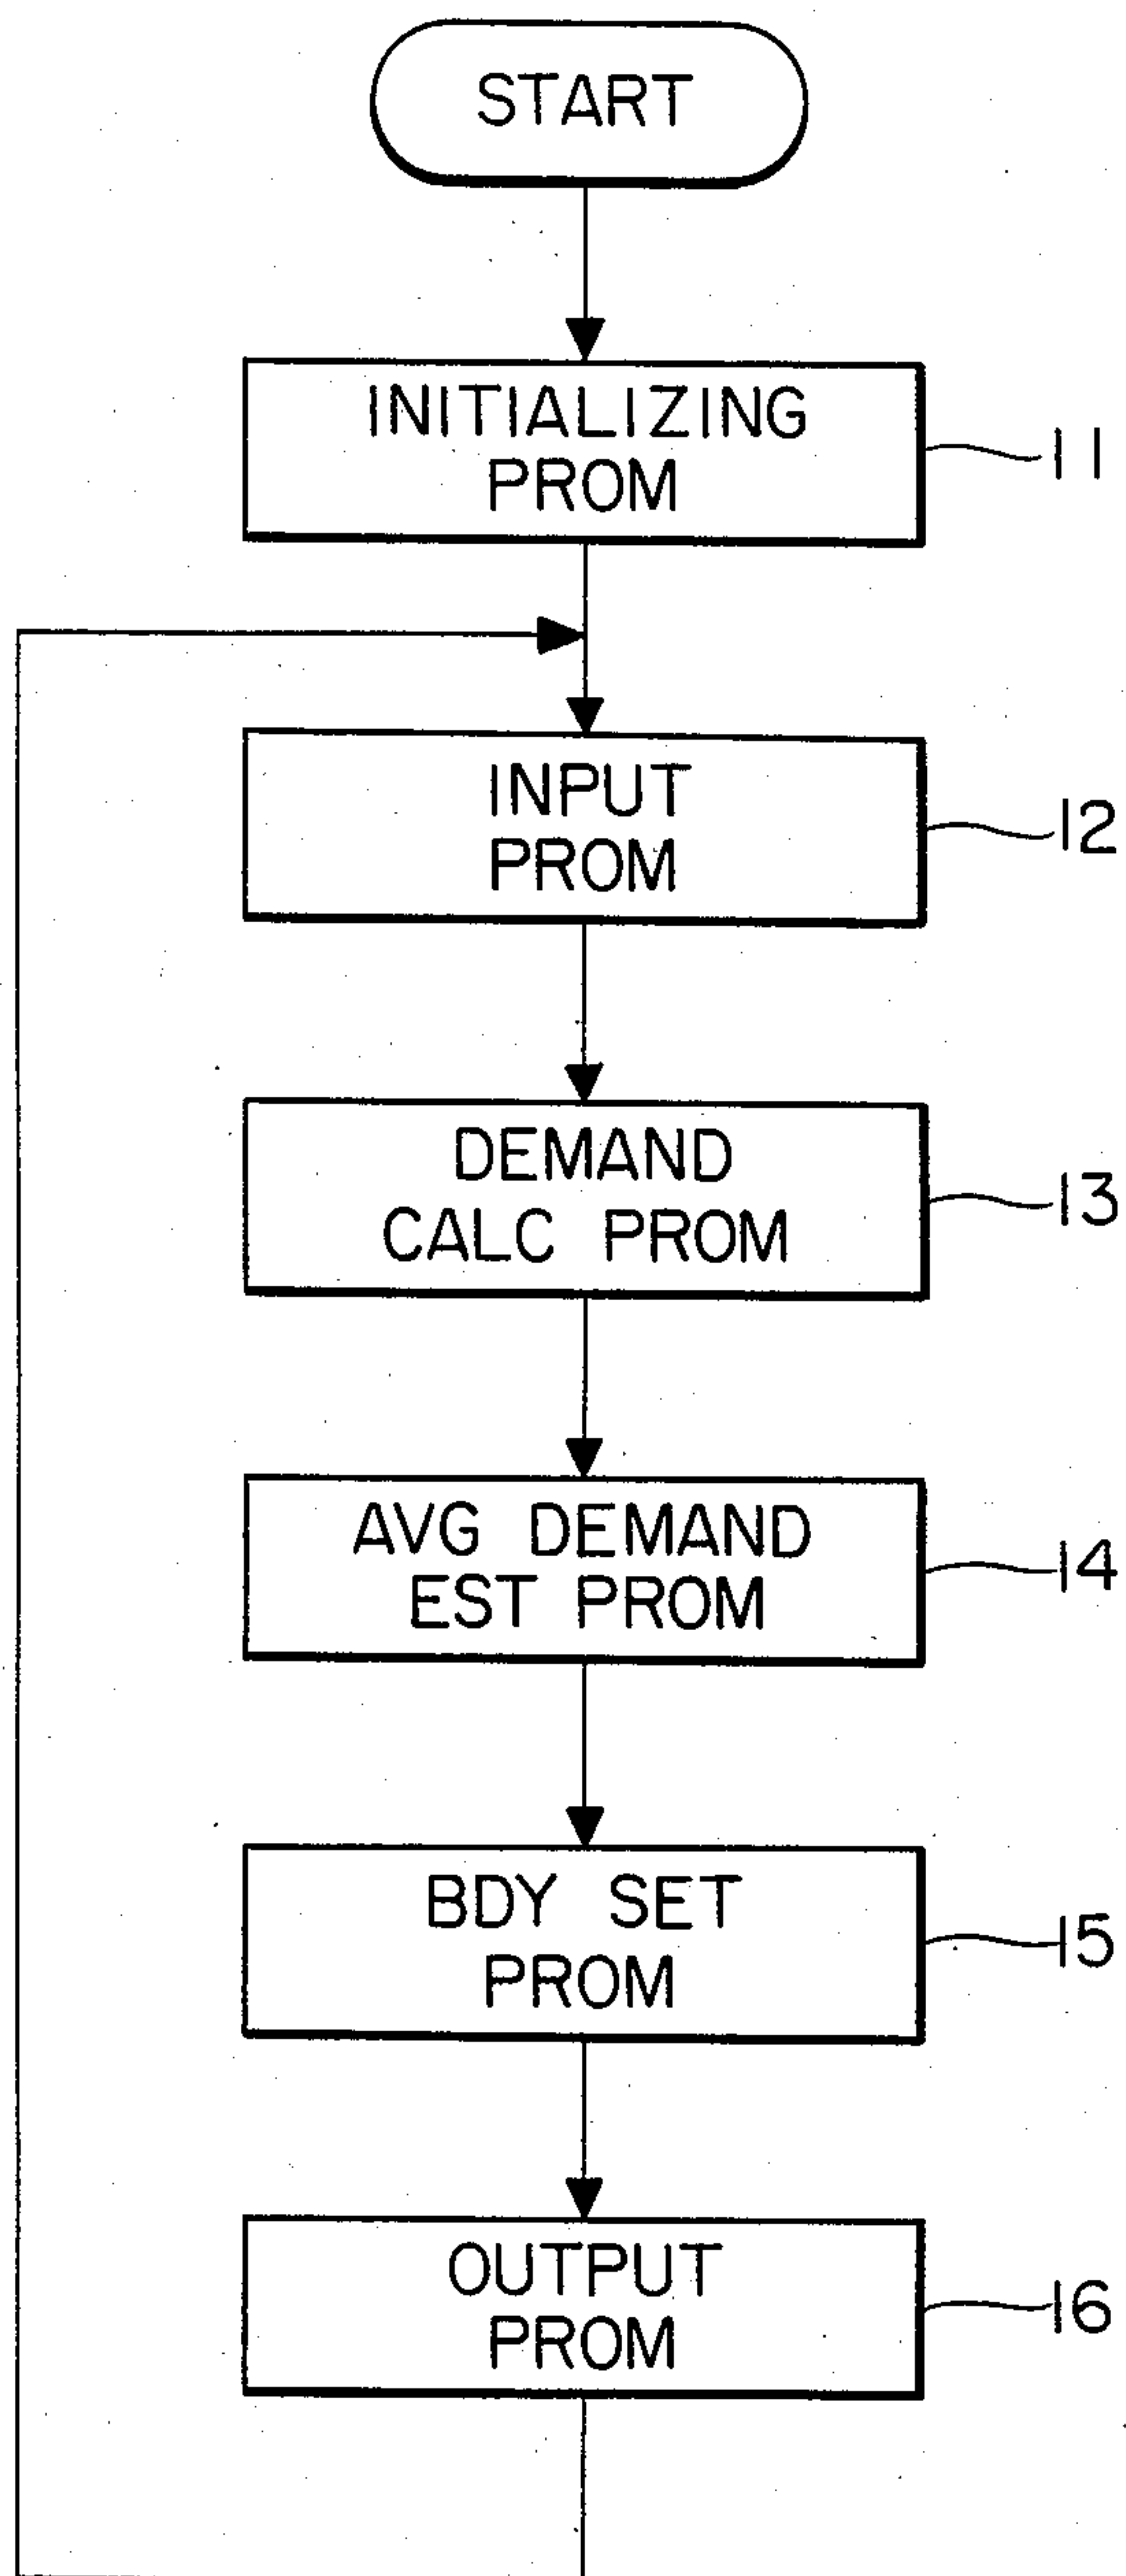 START
INITIALIZING
PROM
11
INPUT
PROM
12
DEMAND
CALC PROM
13
AVG DEMAND
EST PROM
14
BDY SET
PROM
15
OUTPUT
PROM
16